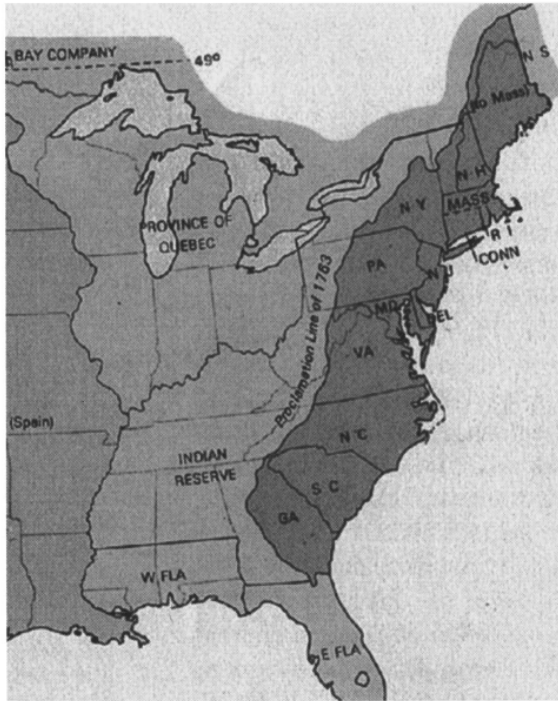 BAY COMPANY
49°
N S
(to Mass)
PROVINCE OF
QUEBEC
N H
N Y
MASS
R I
CONN
PA
N J
MD
DEL
VA
Proclamation Line of 1763
(Spain)
N C
INDIAN
RESERVE
S C
GA
W FLA
E FLA